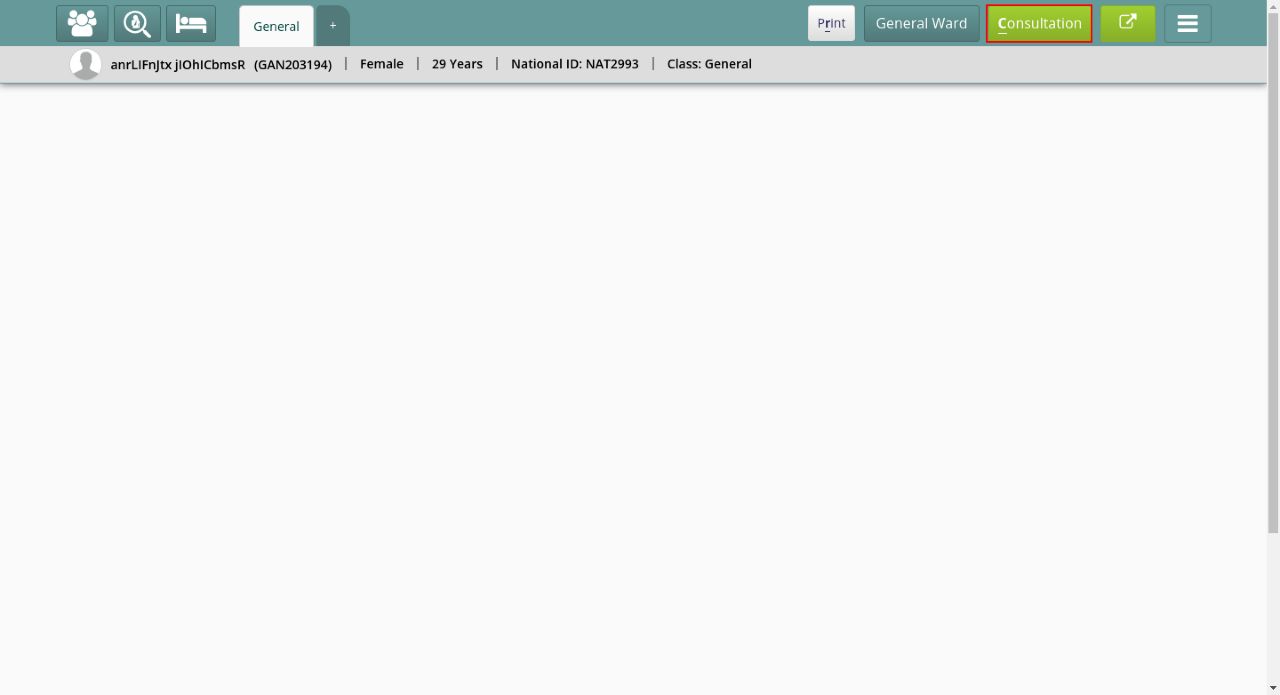 General
+
Print
General Ward
Consultation
anrLIFnJtx jIOhICbmsR (GAN203194) | Female | 29 Years | National ID: NAT2993 | Class: General